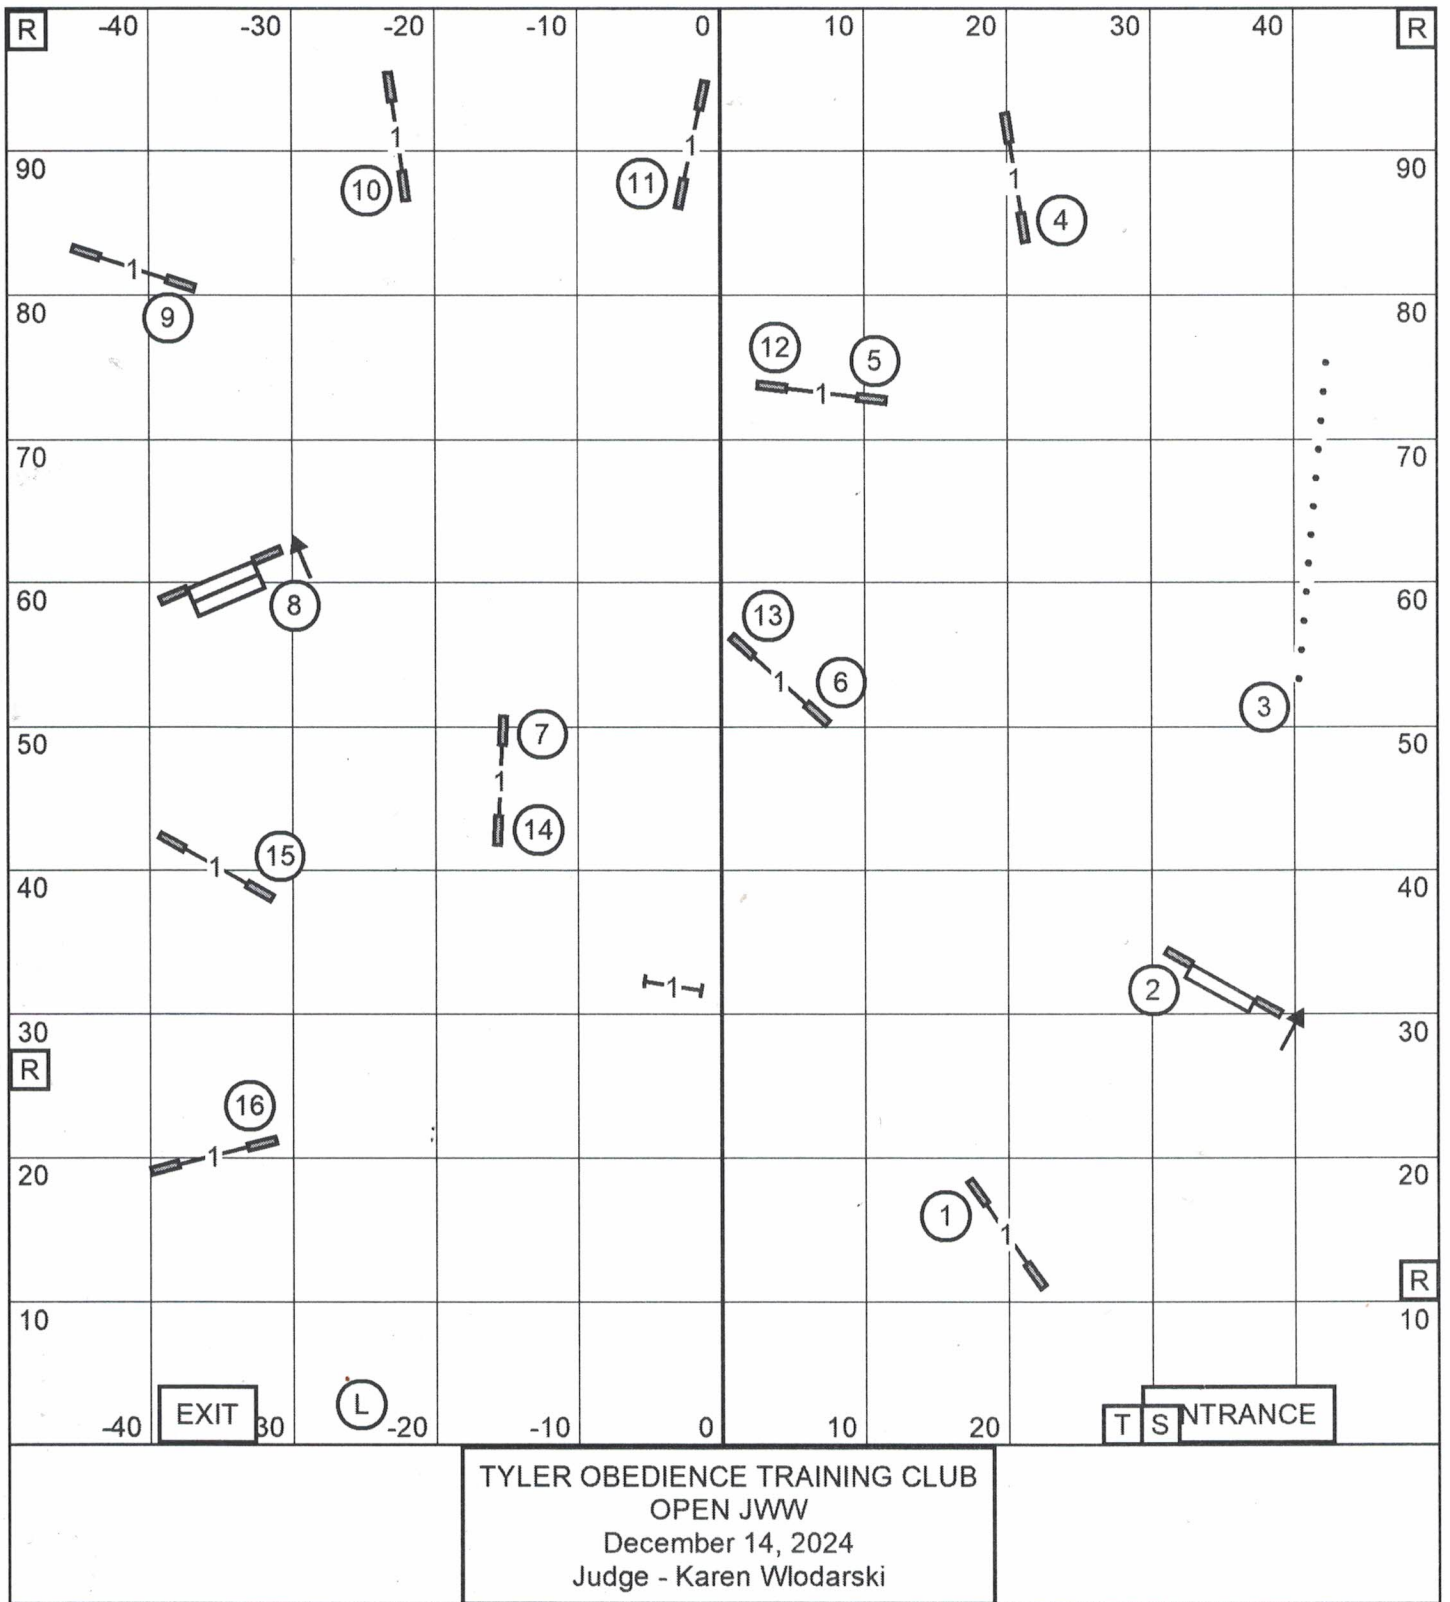 R -40 -30 -20 -10 0 10 20 30 40 R
1
1
90 10 11 1 90
4
1
9
80 12 5 80
1
70 70
8
60 13 60
1 6
3
7
50 50
1
14
15
1
40 40
1
2
30 30
R
16
1
20 20
1
1
R
10 10
EXIT L T S NTRANCE
-40 30 -20 -10 0 10 20
TYLER OBEDIENCE TRAINING CLUB
OPEN JWW
December 14, 2024
Judge - Karen Wlodarski